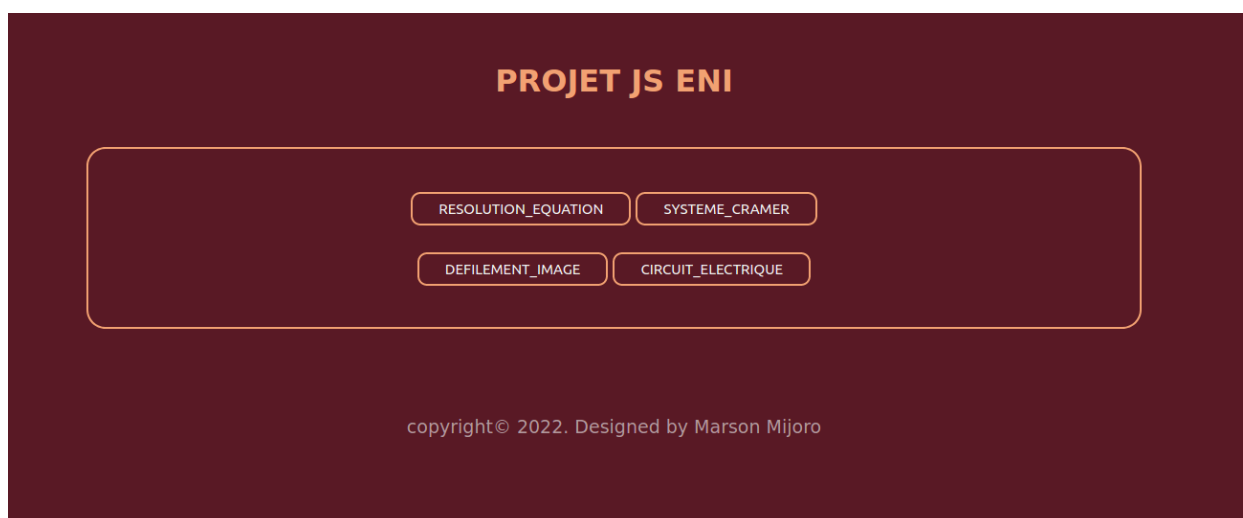 PROJET JS ENI
RESOLUTION_EQUATION SYSTEME_CRAMER
DEFILEMENT_IMAGE CIRCUIT_ELECTRIQUE
copyright© 2022. Designed by Marson Mijoro